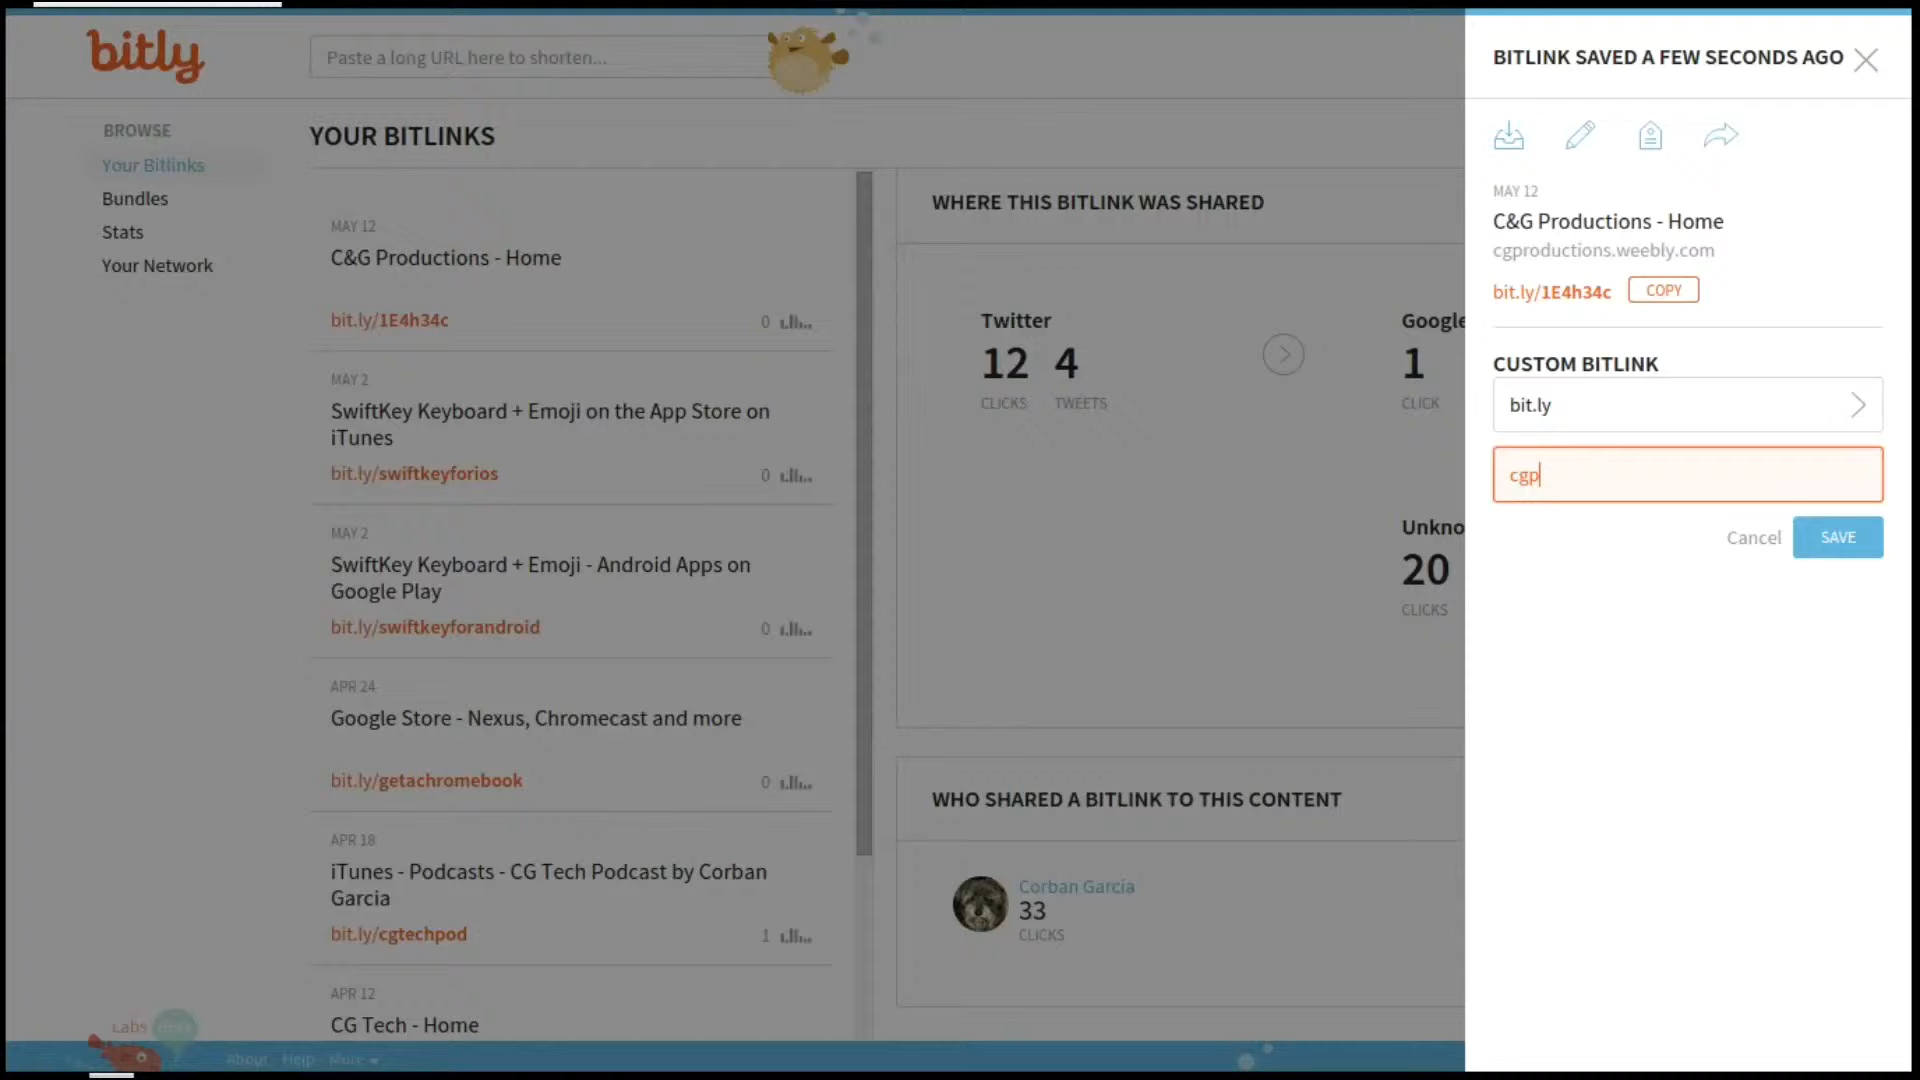 bitly
Paste a long URL here to shorten...
BROWSE
Your Bitlinks
Bundles
Stats
Your Network
YOUR BITLINKS
MAY 12
C&G Productions - Home
bit.ly/1E4h34c
0
MAY 2
SwiftKey Keyboard + Emoji on the App Store on
iTunes
bit.ly/swiftkeyforios
0
MAY 2
SwiftKey Keyboard + Emoji - Android Apps on
Google Play
bit.ly/swiftkeyforandroid
0
APR 24
Google Store - Nexus, Chromecast and more
bit.ly/getachromebook
0
APR 18
iTunes - Podcasts - CG Tech Podcast by Corban
Garcia
bit.ly/cgtechpod
1
APR 12
CG Tech - Home
WHERE THIS BITLINK WAS SHARED
Twitter
12 4
CLICKS TWEETS
Google
1
CLICK
Unkno
20
CLICKS
WHO SHARED A BITLINK TO THIS CONTENT
Corban Garcia
33
CLICKS
Labs
About Help More
BITLINK SAVED A FEW SECONDS AGO
MAY 12
C&G Productions - Home
cgproductions.weebly.com
bit.ly/1E4h34c COPY
CUSTOM BITLINK
bit.ly
cgp
Cancel SAVE